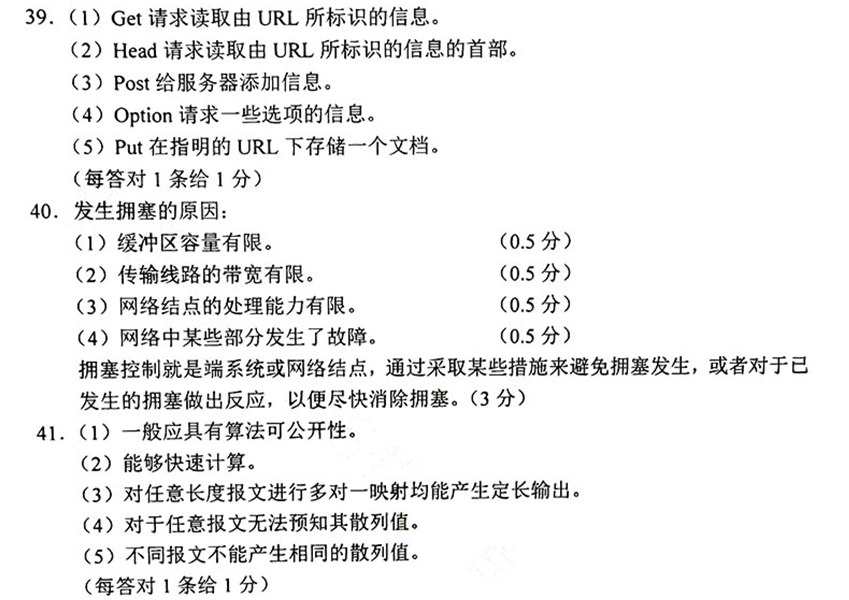 39.（1）Get 请求读取由 URL 所标识的信息。
（2）Head 请求读取由 URL 所标识的信息的首部。
（3）Post 给服务器添加信息。
（4）Option 请求一些选项的信息。
（5）Put 在指明的 URL 下存储一个文档。
（每答对 1 条给 1 分）
40. 发生拥塞的原因：
（1）缓冲区容量有限。（0.5 分）
（2）传输线路的带宽有限。（0.5 分）
（3）网络结点的处理能力有限。（0.5 分）
（4）网络中某些部分发生了故障。（0.5 分）
拥塞控制就是端系统或网络结点，通过采取某些措施来避免拥塞发生，或者对于已
发生的拥塞做出反应，以便尽快消除拥塞。（3 分）
41.（1）一般应具有算法可公开性。
（2）能够快速计算。
（3）对任意长度报文进行多对一映射均能产生定长输出。
（4）对于任意报文无法预知其散列值。
（5）不同报文不能产生相同的散列值。
（每答对 1 条给 1 分）